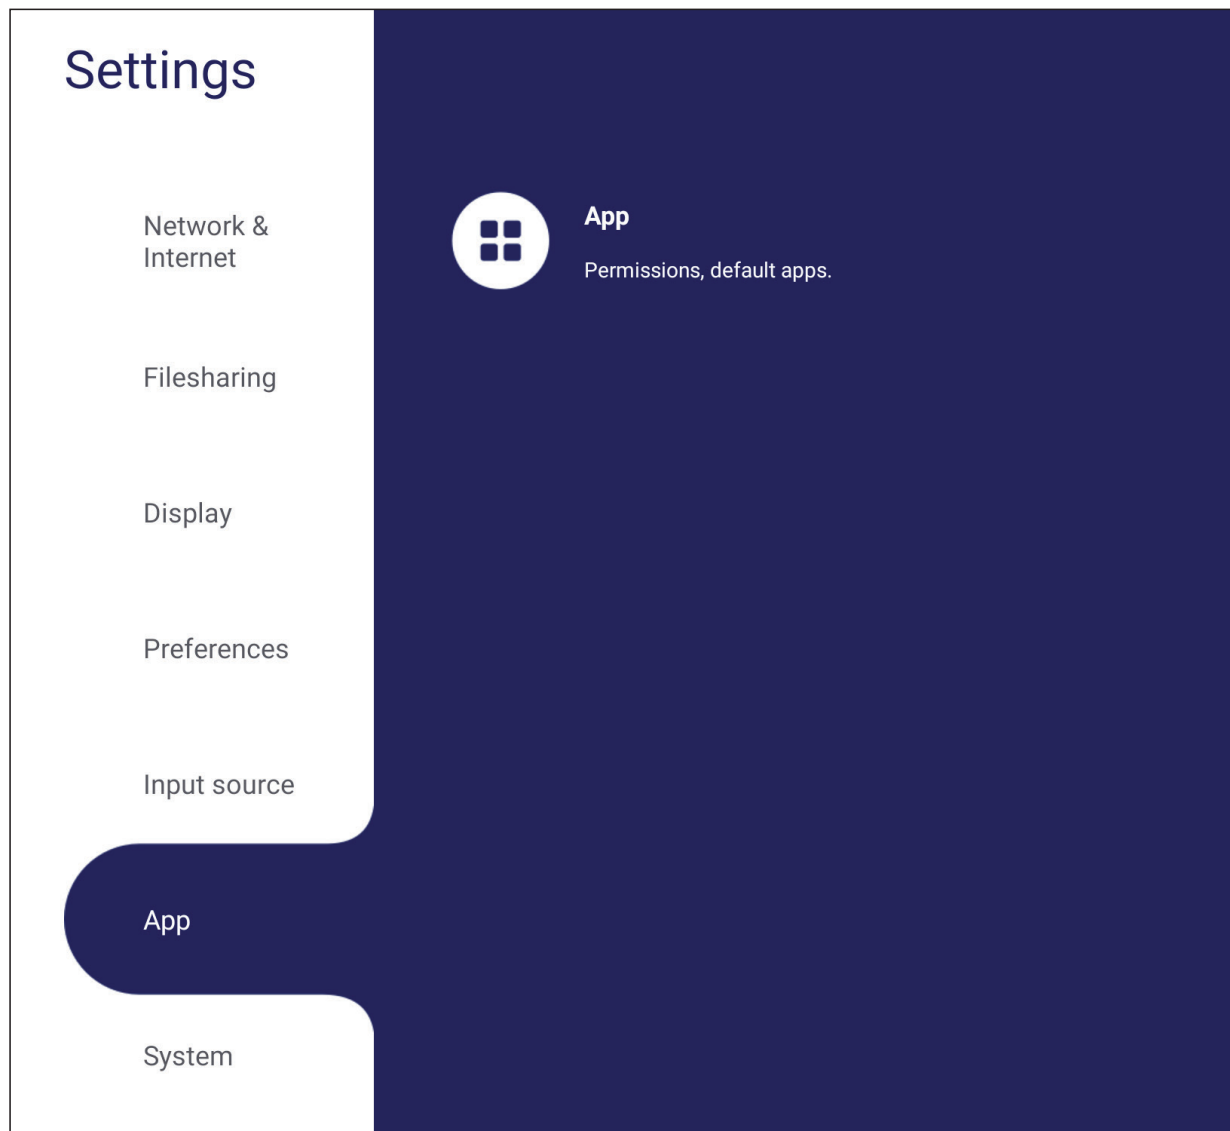 Settings
Network &
Internet
Filesharing
Display
Preferences
Input source
App
System
App
Permissions, default apps.